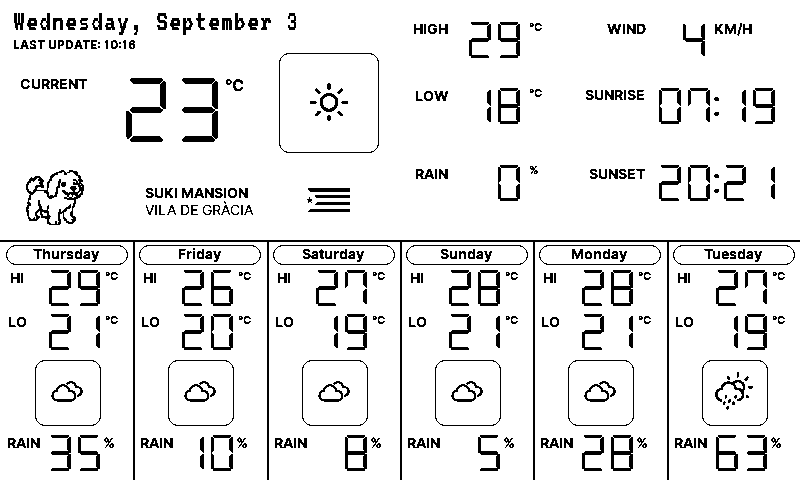 Wednesday, September 3
LAST UPDATE: 10:16
CURRENT 23 °C
HIGH 29 °C
WIND 4 KM/H
LOW 18 °C
SUNRISE 07:19
RAIN 0 %
SUNSET 20:21
SUKI MANSION
VILA DE GRÀCIA
Thursday
HI 29 °C
LO 21 °C
RAIN 35 %
Friday
HI 26 °C
LO 20 °C
RAIN 10 %
Saturday
HI 27 °C
LO 19 °C
RAIN 8 %
Sunday
HI 28 °C
LO 21 °C
RAIN 5 %
Monday
HI 28 °C
LO 21 °C
RAIN 28 %
Tuesday
HI 27 °C
LO 19 °C
RAIN 63 %